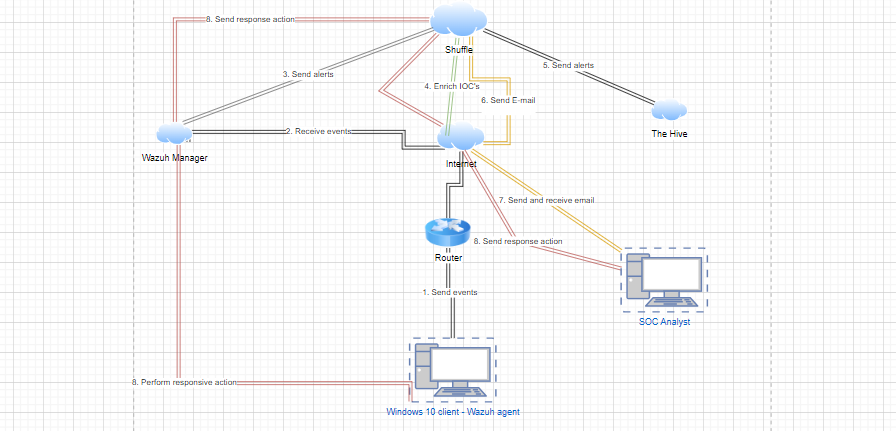 8. Send response action
Shuffle
5. Send alerts
3. Send alerts
4. Enrich IOC's
6. Send E-mail
2. Receive events
The Hive
Wazuh Manager
Internet
7. Send and receive email
8. Send response action
Router
1. Send events
SOC Analyst
8. Perform responsive action
Windows 10 client - Wazuh agent